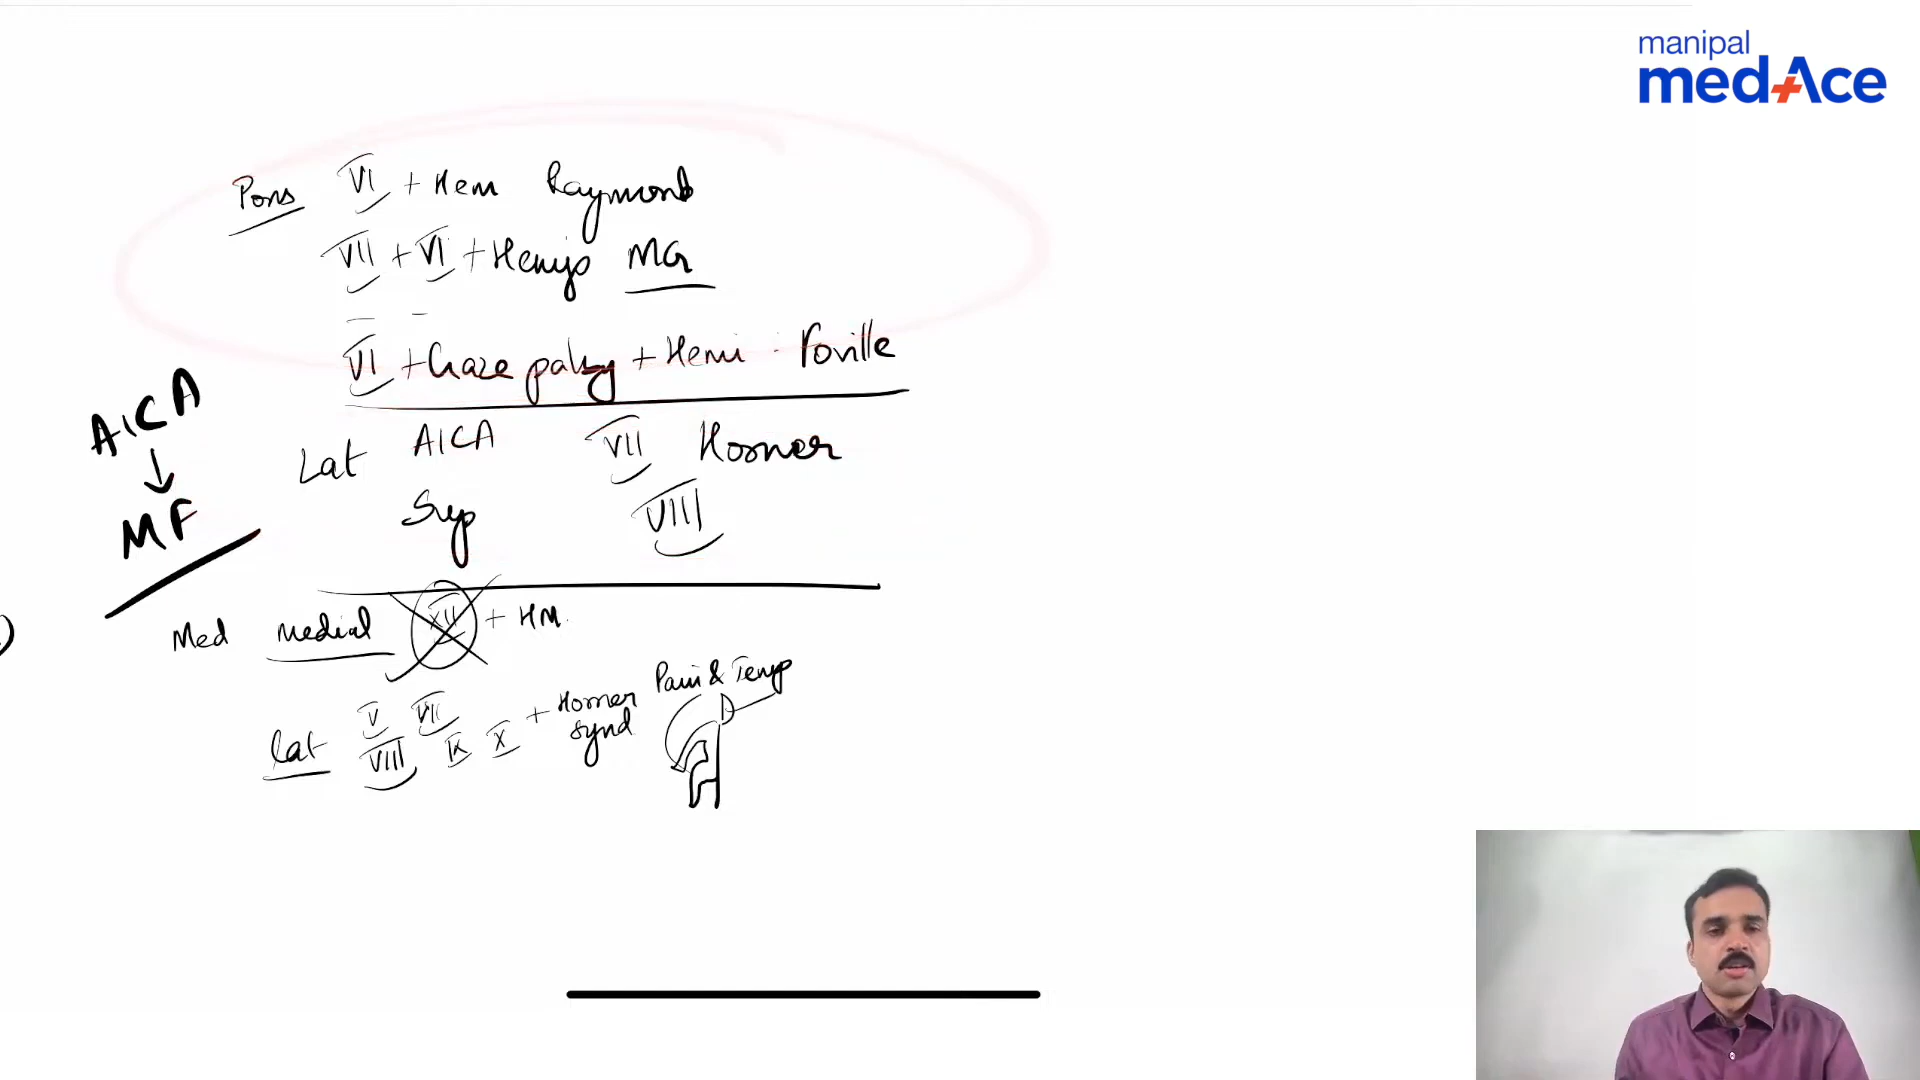 manipal
medAce
Pons VI + Hem Raymond
VII + VI + Hemip MG
VI + Gaze palsy + Hemi : Foville
AICA
↓
MF
Lat AICA VII Horner
Syp VIII
Med medial XII + HM
Pain & Temp
Lat V VII VIII IX X + Horner synd